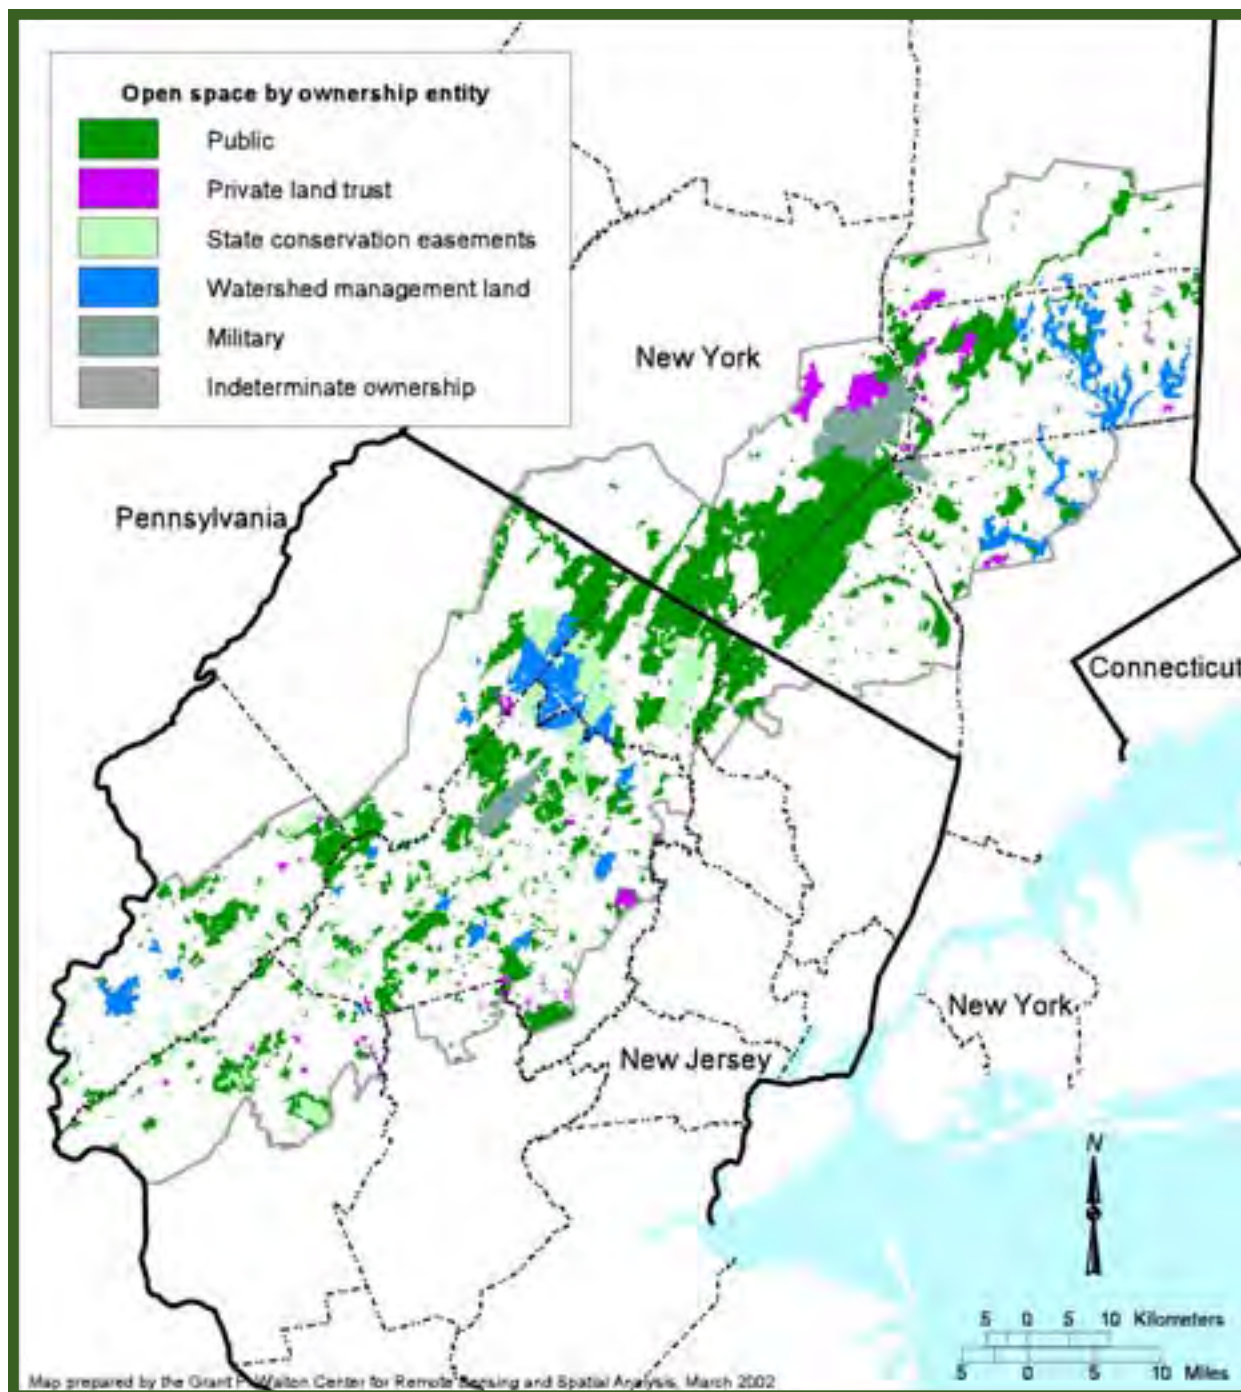 Open space by ownership entity
Public
Private land trust
State conservation easements
Watershed management land
Military
Indeterminate ownership
New York
Pennsylvania
Connecticut
New York
New Jersey
N
5 0 5 10 Kilometers
5 0 5 10 Miles
Map prepared by the Grant F. Walton Center for Remote Sensing and Spatial Analysis, March 2002